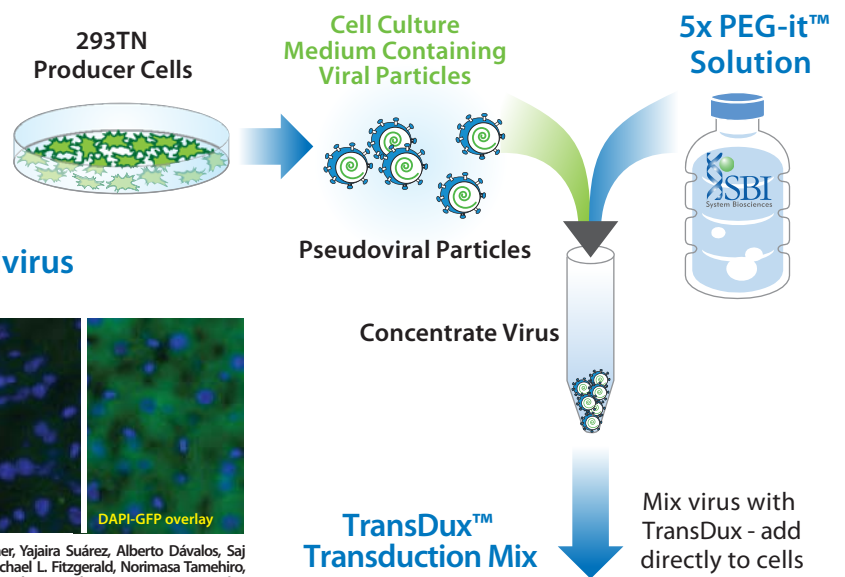 293TN
Producer Cells
Cell Culture
Medium Containing
Viral Particles
5x PEG-it™
Solution
SBI
System Biosciences
Pseudoviral Particles
virus
Concentrate Virus
DAPI-GFP overlay
er, Yajaira Suárez, Alberto Dávalos, Saj
chael L. Fitzgerald, Norimasa Tamehiro,
TransDux™
Transduction Mix
Mix virus with
TransDux - add
directly to cells